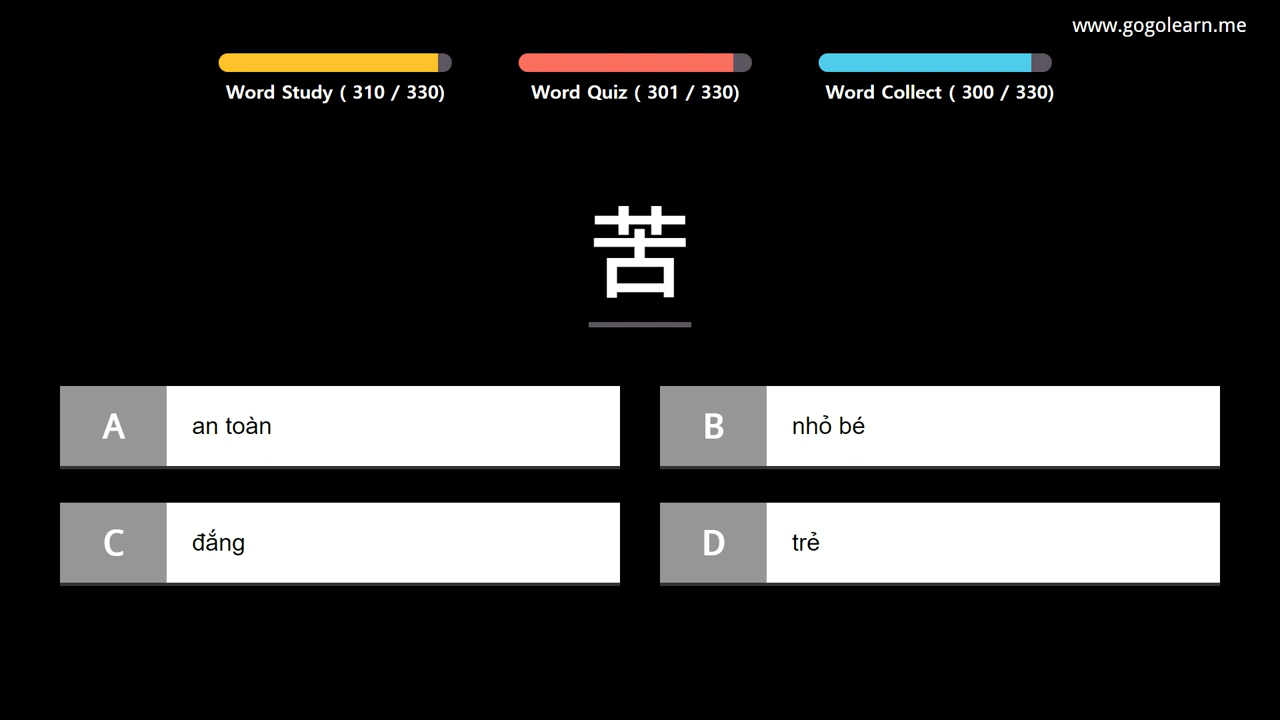 www.gogolearn.me
Word Study ( 310 / 330)
Word Quiz ( 301 / 330)
Word Collect ( 300 / 330)
苦
A an toàn
B nhỏ bé
C đắng
D trẻ